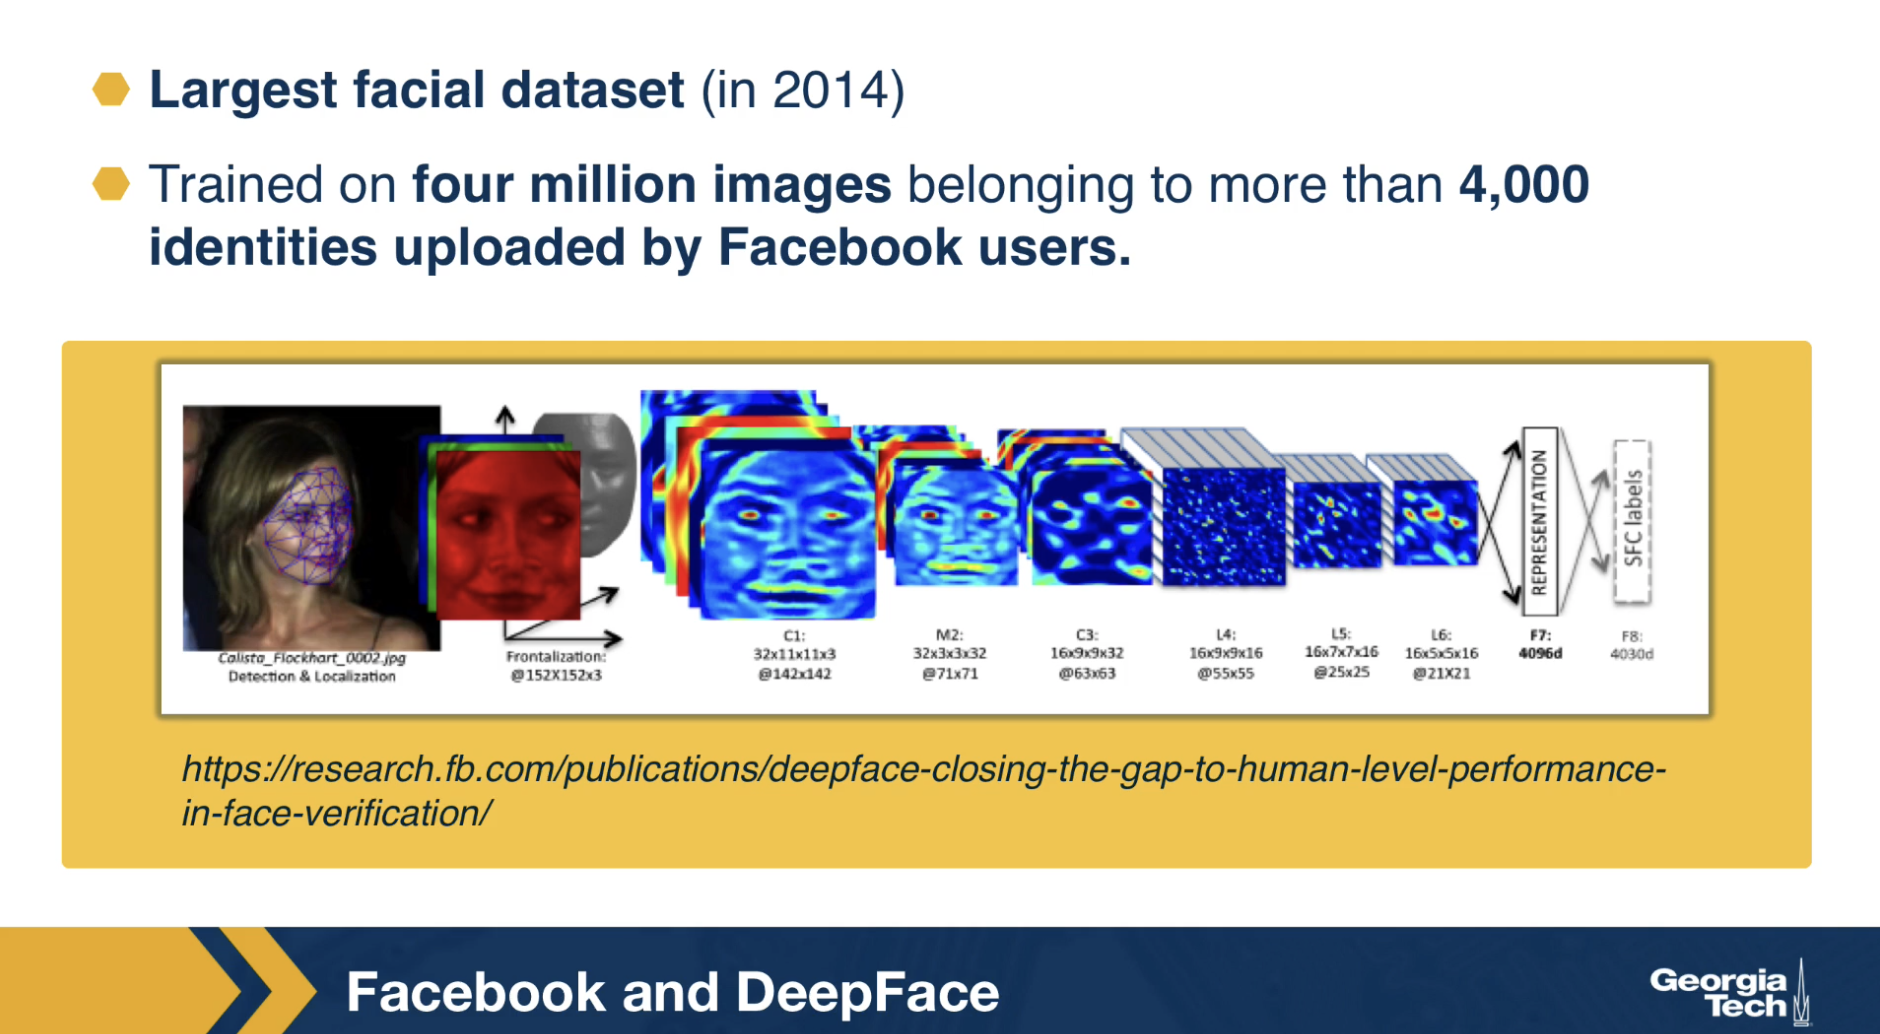 Largest facial dataset (in 2014)
Trained on four million images belonging to more than 4,000
identities uploaded by Facebook users.
Calista_Flockhart_0002.jpg
Detection & Localization
Frontalization:
@152X152x3
C1:
32x11x11x3
@142x142
M2:
32x3x3x32
@71x71
C3:
16x9x9x32
@63x63
L4:
16x9x9x16
@55x55
L5:
16x7x7x16
@25x25
L6:
16x5x5x16
@21X21
REPRESENTATION
F7:
4096d
SFC labels
F8:
4030d
https://research.fb.com/publications/deepface-closing-the-gap-to-human-level-performance-
in-face-verification/
Facebook and DeepFace
Georgia
Tech